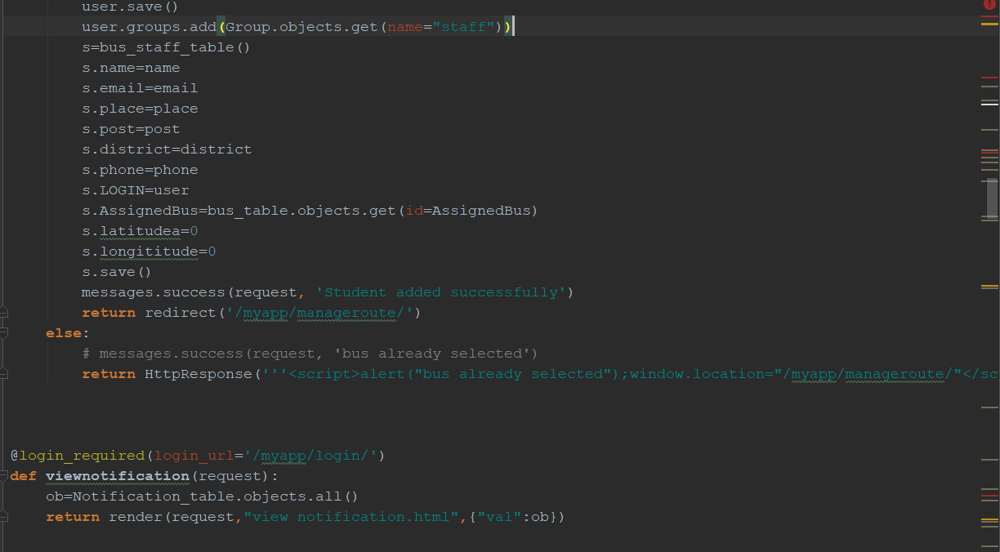 user.save()
user.groups.add(Group.objects.get(name="staff"))
s=bus_staff_table()
s.name=name
s.email=email
s.place=place
s.post=post
s.district=district
s.phone=phone
s.LOGIN=user
s.AssignedBus=bus_table.objects.get(id=AssignedBus)
s.latitudea=0
s.longititude=0
s.save()
messages.success(request, 'Student added successfully')
return redirect('/myapp/manageroute/')
else:
# messages.success(request, 'bus already selected')
return HttpResponse('''<script>alert("bus already selected");window.location="/myapp/manageroute/"</sc
@login_required(login_url='/myapp/login/')
def viewnotification(request):
ob=Notification_table.objects.all()
return render(request,"view notification.html",{"val":ob})